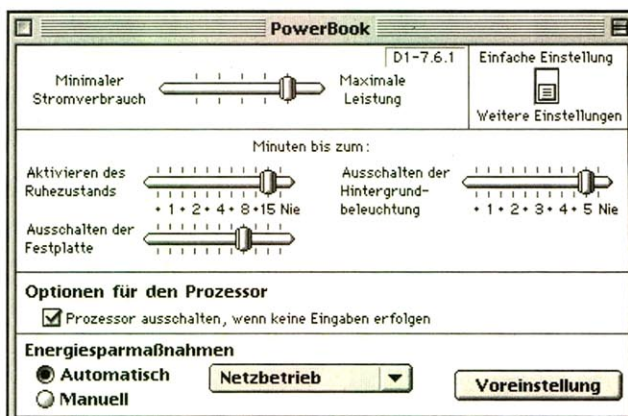 PowerBook
D1-7.6.1
Minimaler
Stromverbrauch
Maximale
Leistung
Einfache Einstellung
Weitere Einstellungen
Minuten bis zum:
Aktivieren des
Ruhezustands
• 1 • 2 • 4 • 8 • 15 Nie
Ausschalten der
Hintergrund-
beleuchtung
• 1 • 2 • 3 • 4 • 5 Nie
Ausschalten der
Festplatte
Optionen für den Prozessor
Prozessor ausschalten, wenn keine Eingaben erfolgen
Energiesparmaßnahmen
Automatisch
Manuell
Netzbetrieb
Voreinstellung